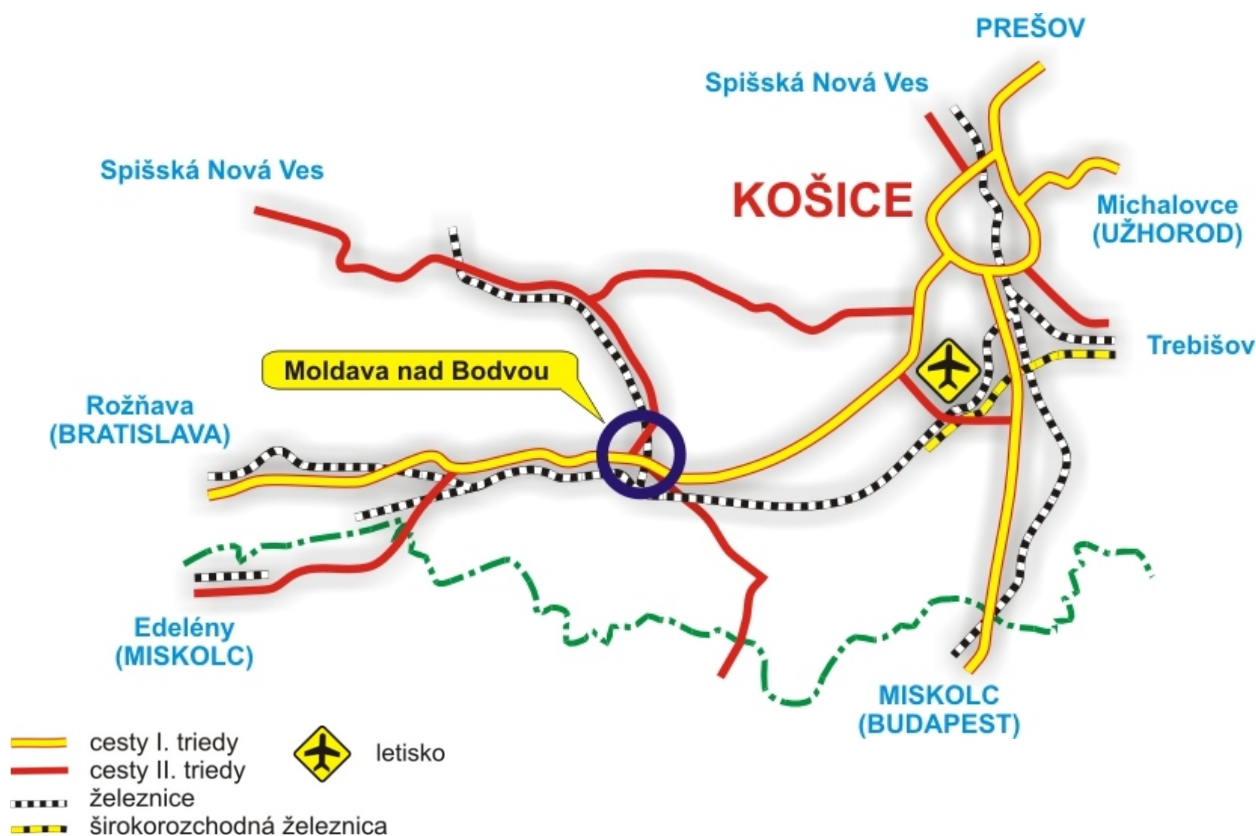 PREŠOV
Spišská Nová Ves
Spišská Nová Ves
KOŠICE
Michalovce
(UŽHOROD)
Trebišov
Moldava nad Bodvou
Rožňava
(BRATISLAVA)
Edelény
(MISKOLC)
MISKOLC
(BUDAPEST)
cesty I. triedy
cesty II. triedy
železnice
širokorozchodná železnica
letisko